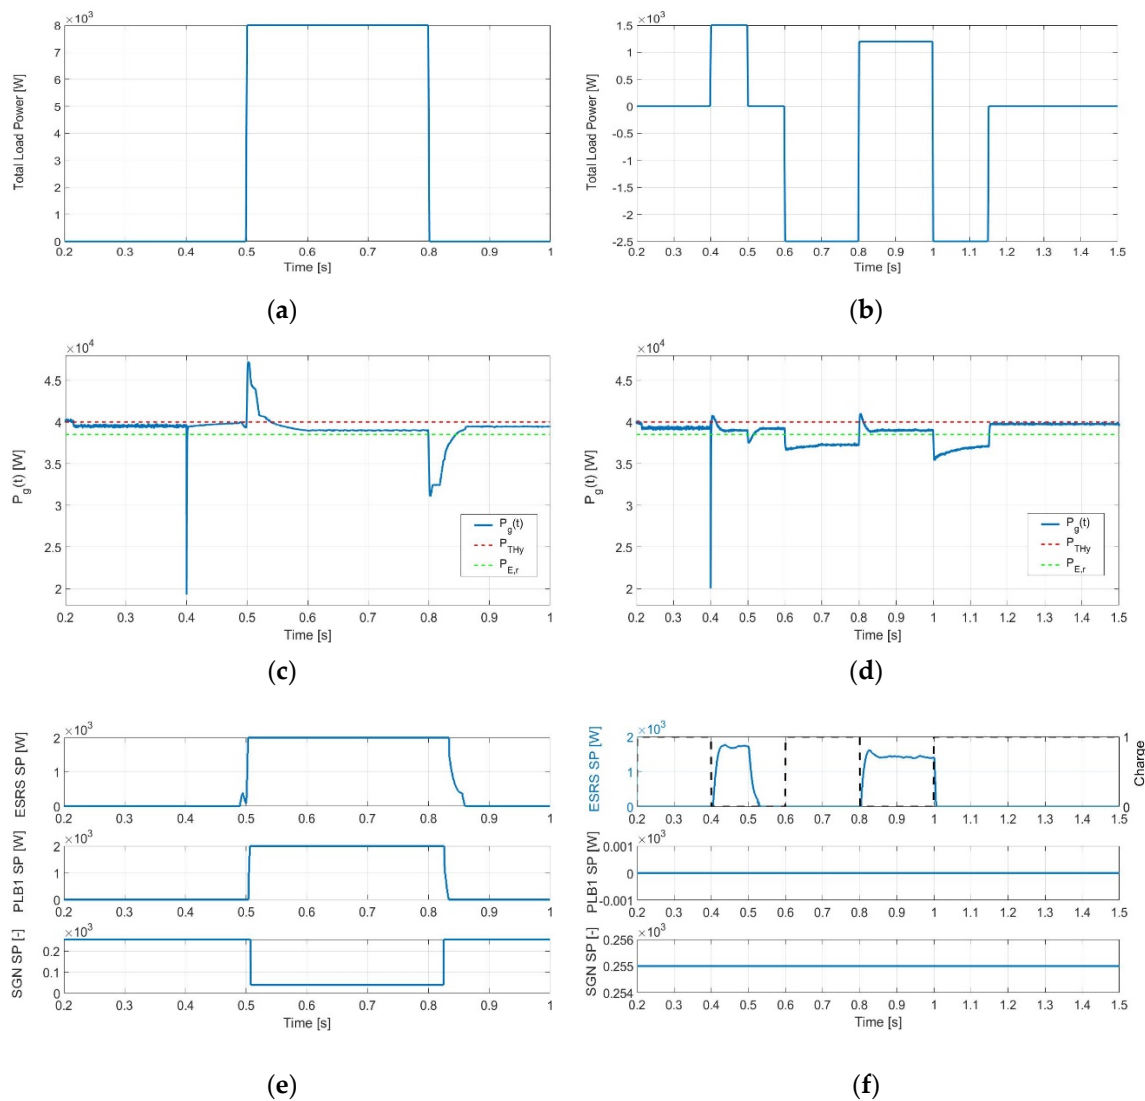 ×10³
Total Load Power [W]
8
7
6
5
4
3
2
1
0
0.2 0.3 0.4 0.5 0.6 0.7 0.8 0.9 1
Time [s]
(a)
×10³
Total Load Power [W]
1.5
1
0.5
0
-0.5
-1
-1.5
-2
-2.5
0.2 0.3 0.4 0.5 0.6 0.7 0.8 0.9 1 1.1 1.2 1.3 1.4 1.5
Time [s]
(b)
×10⁴
P_g(t) [W]
4.5
4
3.5
3
2.5
2
P_g(t)
P_THy
P_E,r
0.2 0.3 0.4 0.5 0.6 0.7 0.8 0.9 1
Time [s]
(c)
×10⁴
P_g(t) [W]
4.5
4
3.5
3
2.5
2
P_g(t)
P_THy
P_E,r
0.2 0.3 0.4 0.5 0.6 0.7 0.8 0.9 1 1.1 1.2 1.3 1.4 1.5
Time [s]
(d)
×10³
ESRS SP [W]
2
1
0
0.2 0.3 0.4 0.5 0.6 0.7 0.8 0.9 1
×10³
PLB1 SP [W]
2
1
0
0.2 0.3 0.4 0.5 0.6 0.7 0.8 0.9 1
×10³
SGN SP [-]
0.2
0.1
0
0.2 0.3 0.4 0.5 0.6 0.7 0.8 0.9 1
Time [s]
(e)
×10³
ESRS SP [W]
2
1
0
1
0
Charge
0.2 0.3 0.4 0.5 0.6 0.7 0.8 0.9 1 1.1 1.2 1.3 1.4 1.5
×10³
PLB1 SP [W]
0.001
0
-0.001
0.2 0.3 0.4 0.5 0.6 0.7 0.8 0.9 1 1.1 1.2 1.3 1.4 1.5
×10³
SGN SP [-]
0.256
0.255
0.254
0.2 0.3 0.4 0.5 0.6 0.7 0.8 0.9 1 1.1 1.2 1.3 1.4 1.5
Time [s]
(f)